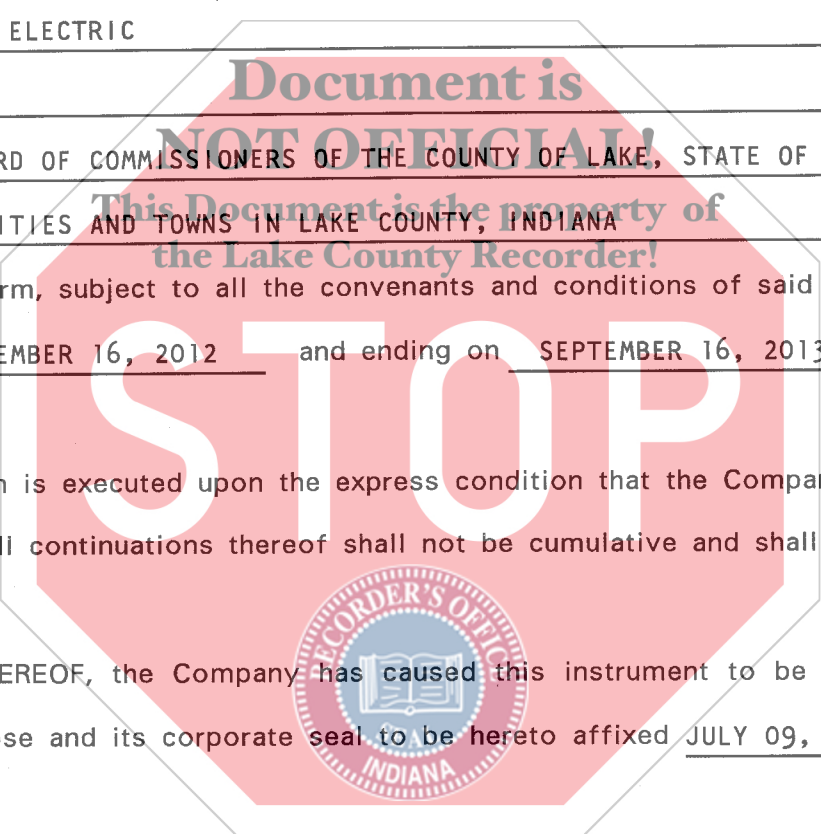 ELECTRIC
Document is
NOT OFFICIAL!
RD OF COMMISSIONERS OF THE COUNTY OF LAKE, STATE OF
This Document is the property of
ITIES AND TOWNS IN LAKE COUNTY, INDIANA
the Lake County Recorder!
rm, subject to all the convenants and conditions of said
EMBER 16, 2012 and ending on SEPTEMBER 16, 2013
STOP
n is executed upon the express condition that the Compan
ll continuations thereof shall not be cumulative and shall
RECORDER'S OFFICE
EREOF, the Company has caused this instrument to be
se and its corporate seal to be hereto affixed JULY 09,
INDIANA